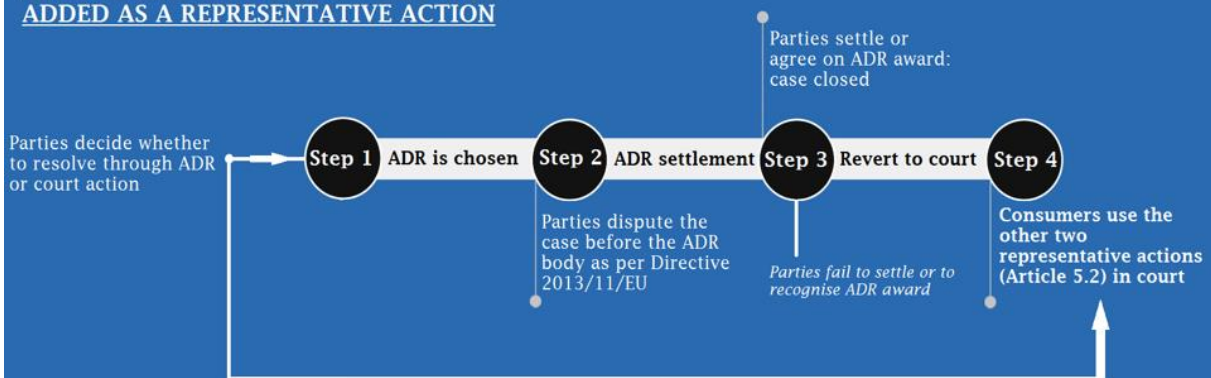 ADDED AS A REPRESENTATIVE ACTION
Parties settle or
agree on ADR award:
case closed
Parties decide whether
to resolve through ADR
or court action
Step 1 ADR is chosen Step 2 ADR settlement Step 3 Revert to court Step 4
Parties dispute the
case before the ADR
body as per Directive
2013/11/EU
Parties fail to settle or to
recognise ADR award
Consumers use the
other two
representative actions
(Article 5.2) in court